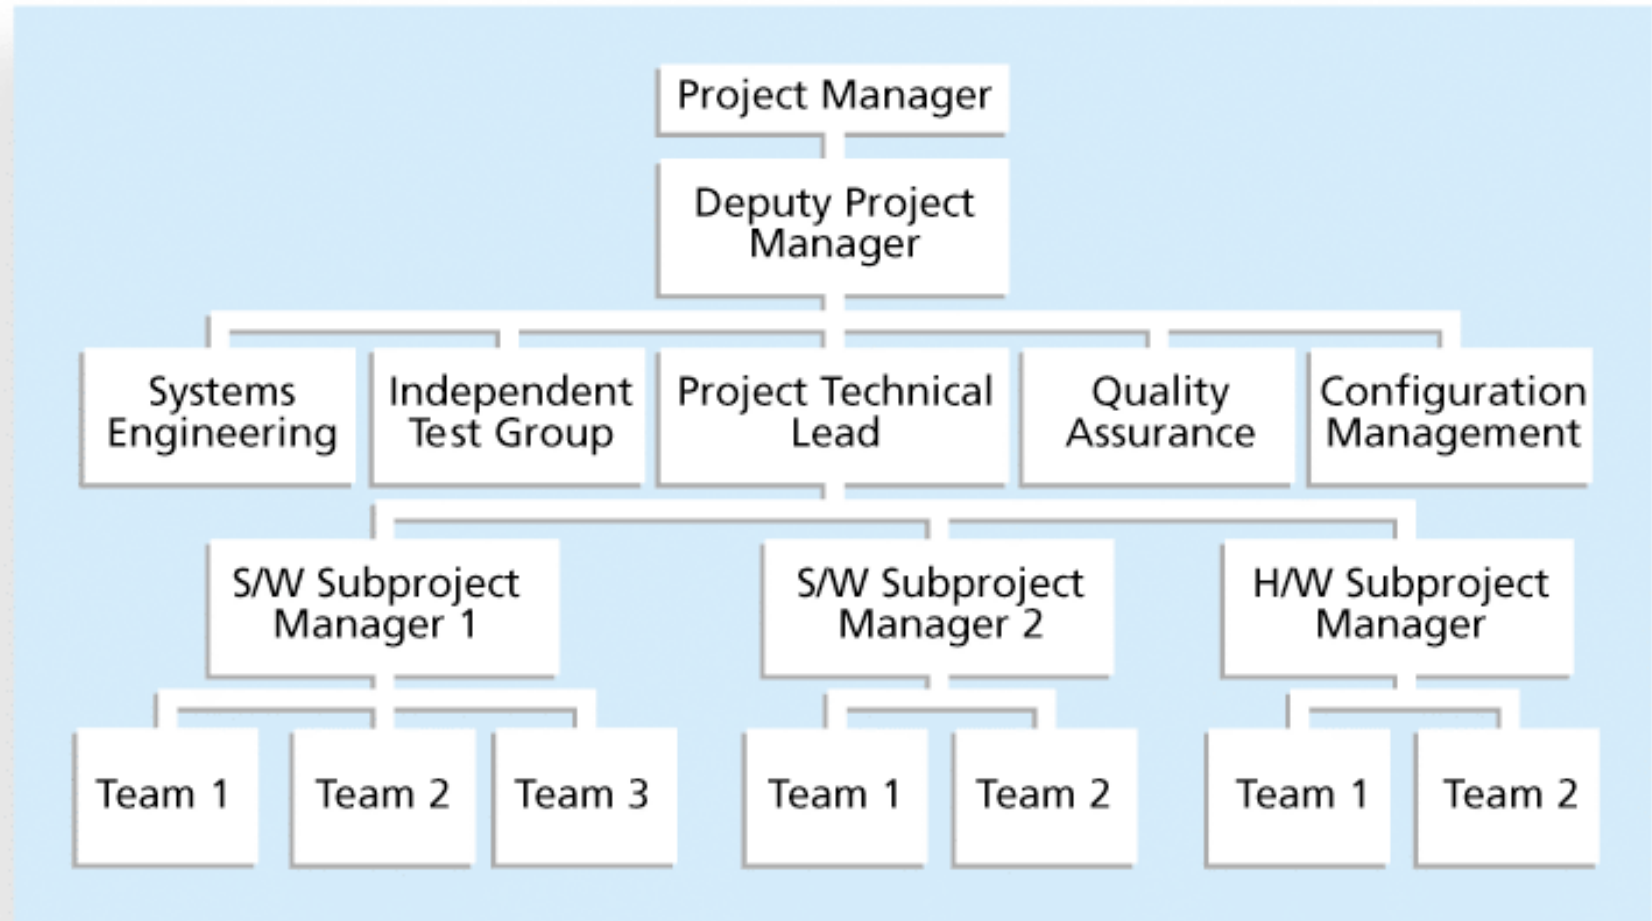 Project Manager
Deputy Project
Manager
Systems
Engineering
Independent
Test Group
Project Technical
Lead
Quality
Assurance
Configuration
Management
S/W Subproject
Manager 1
S/W Subproject
Manager 2
H/W Subproject
Manager
Team 1
Team 2
Team 3
Team 1
Team 2
Team 1
Team 2